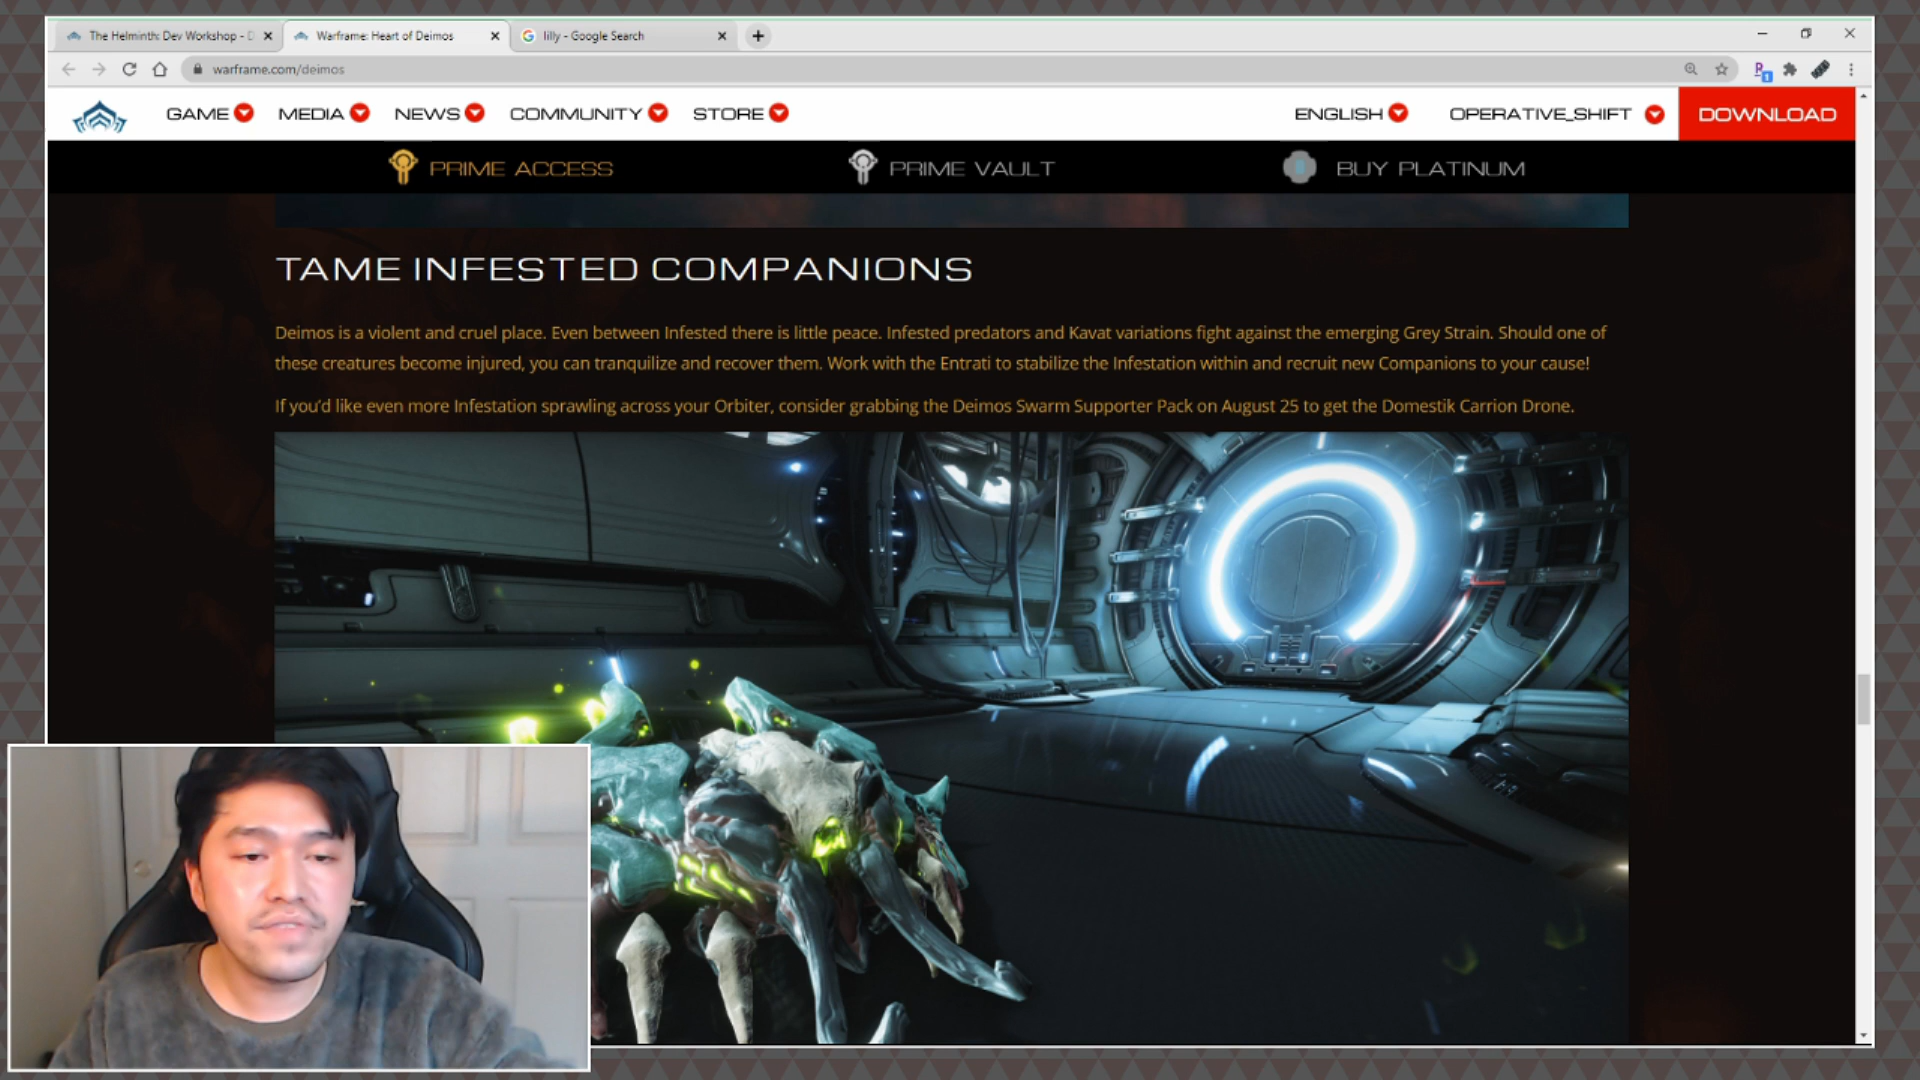 The Helminth: Dev Workshop - D
Warframe: Heart of Deimos
lilly - Google Search
warframe.com/deimos
GAME
MEDIA
NEWS
COMMUNITY
STORE
ENGLISH
OPERATIVE_SHIFT
DOWNLOAD
PRIME ACCESS
PRIME VAULT
BUY PLATINUM
TAME INFESTED COMPANIONS
Deimos is a violent and cruel place. Even between Infested there is little peace. Infested predators and Kavat variations fight against the emerging Grey Strain. Should one of
these creatures become injured, you can tranquilize and recover them. Work with the Entrati to stabilize the Infestation within and recruit new Companions to your cause!
If you'd like even more Infestation sprawling across your Orbiter, consider grabbing the Deimos Swarm Supporter Pack on August 25 to get the Domestik Carrion Drone.